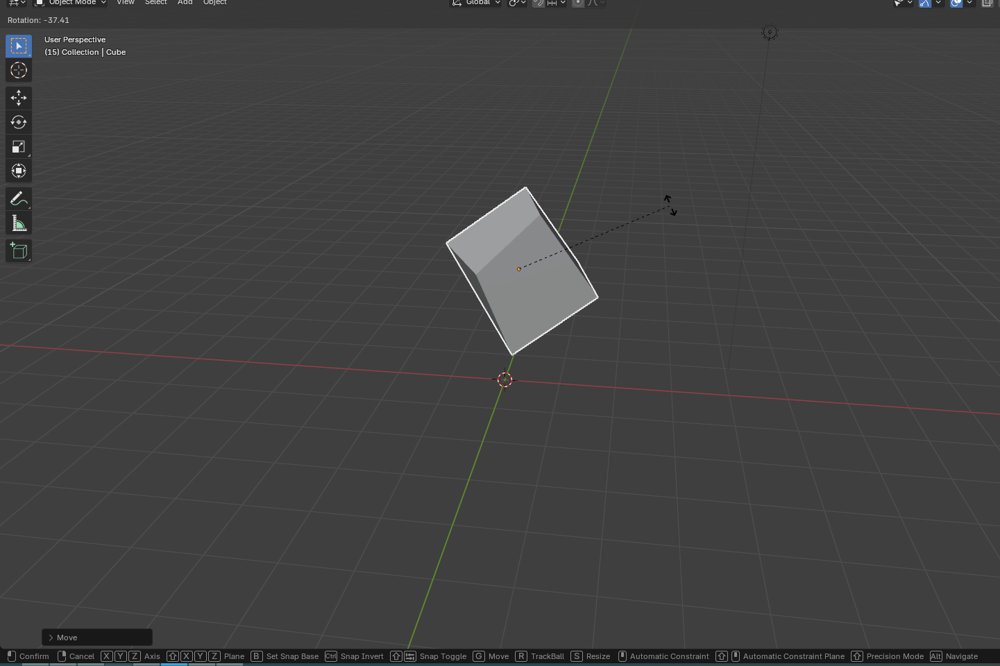 Object Mode View Select Add Object Global
Rotation: -37.41
User Perspective
(15) Collection | Cube
Move
Confirm Cancel X Y Z Axis X Y Z Plane B Set Snap Base Ctrl Snap Invert Snap Toggle G Move R TrackBall S Resize Automatic Constraint Automatic Constraint Plane Precision Mode Alt Navigate